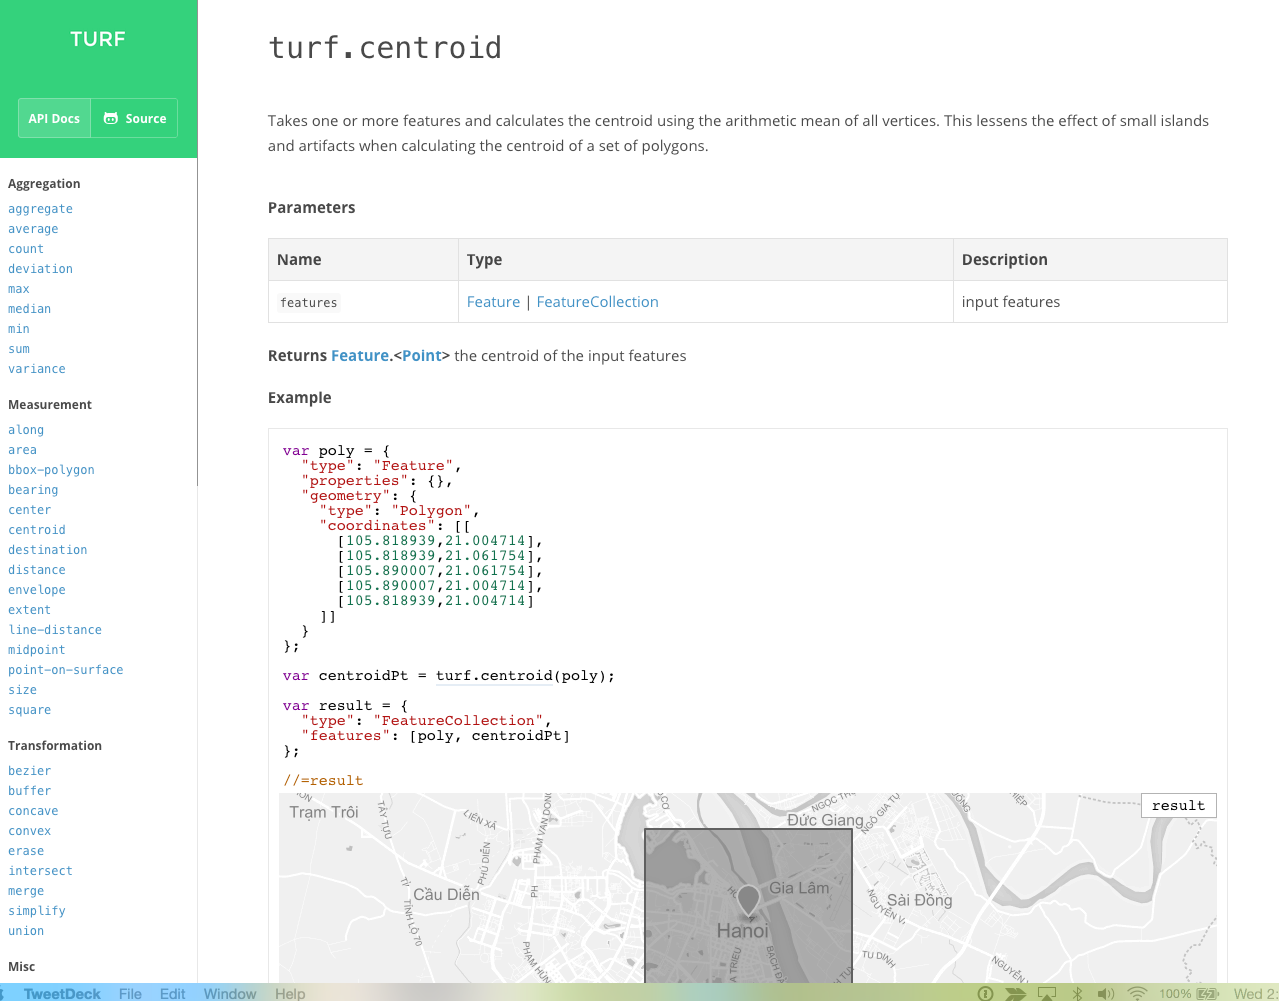 TURF
API Docs
Source
Aggregation
aggregate
average
count
deviation
max
median
min
sum
variance
Measurement
along
area
bbox-polygon
bearing
center
centroid
destination
distance
envelope
extent
line-distance
midpoint
point-on-surface
size
square
Transformation
bezier
buffer
concave
convex
erase
intersect
merge
simplify
union
Misc
turf.centroid
Takes one or more features and calculates the centroid using the arithmetic mean of all vertices. This lessens the effect of small islands
and artifacts when calculating the centroid of a set of polygons.
Parameters
Name Type Description
features Feature | FeatureCollection input features
Returns Feature.<Point> the centroid of the input features
Example
var poly = {
"type": "Feature",
"properties": {},
"geometry": {
"type": "Polygon",
"coordinates": [[
[105.818939,21.004714],
[105.818939,21.061754],
[105.890007,21.061754],
[105.890007,21.004714],
[105.818939,21.004714]
]]
}
};
var centroidPt = turf.centroid(poly);
var result = {
"type": "FeatureCollection",
"features": [poly, centroidPt]
};
//=result
result
Trạm Trôi
TÂY TỰU
LIÊN XÃ
PHẠM VĂN DONG
Đức Giang
NGÔ GIA TỰ
PHÚ DIỄN
Cầu Diễn
PH
TỈNH LỘ 70
Gia Lâm
Sài Đồng
NGUYỄN V
Hanoi
PHẠM HÙN
À TRIỆU
BẠCH Đ
TU DINH
NGUYỄN
TweetDeck File Edit Window Help
100%
Wed 2: